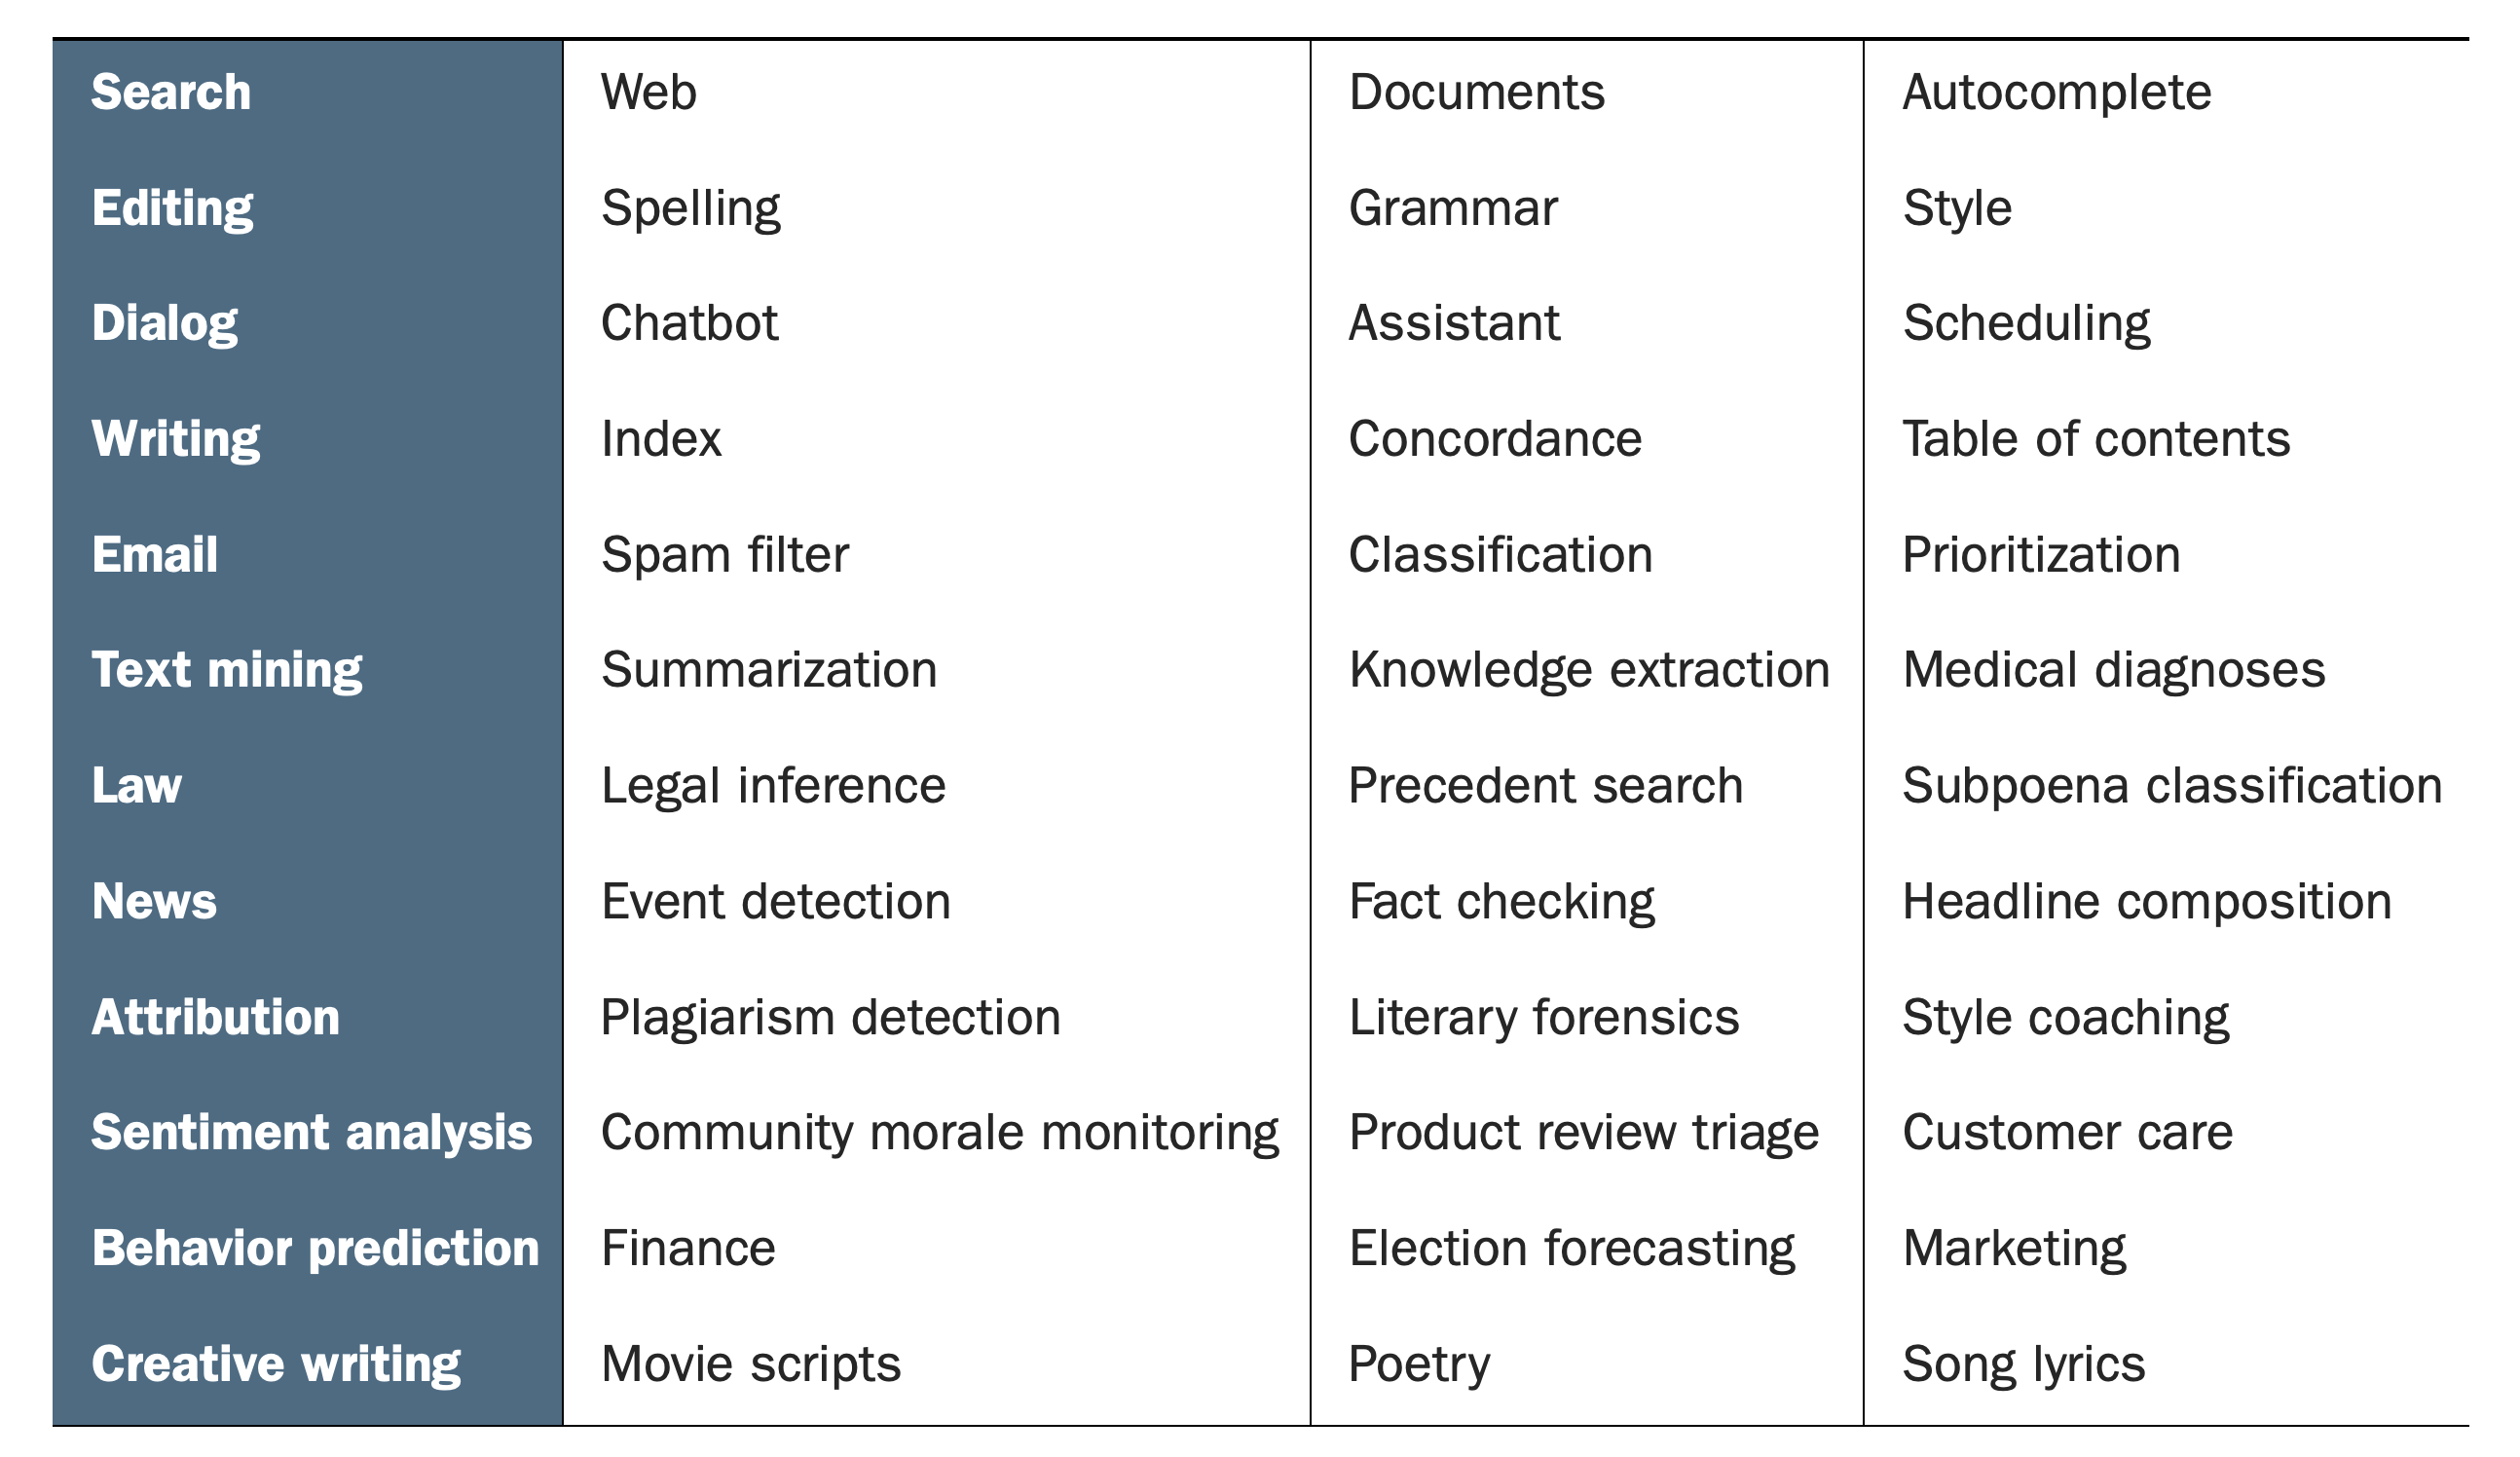 Search Web Documents Autocomplete
Editing Spelling Grammar Style
Dialog Chatbot Assistant Scheduling
Writing Index Concordance Table of contents
Email Spam filter Classification Prioritization
Text mining Summarization Knowledge extraction Medical diagnoses
Law Legal inference Precedent search Subpoena classification
News Event detection Fact checking Headline composition
Attribution Plagiarism detection Literary forensics Style coaching
Sentiment analysis Community morale monitoring Product review triage Customer care
Behavior prediction Finance Election forecasting Marketing
Creative writing Movie scripts Poetry Song lyrics